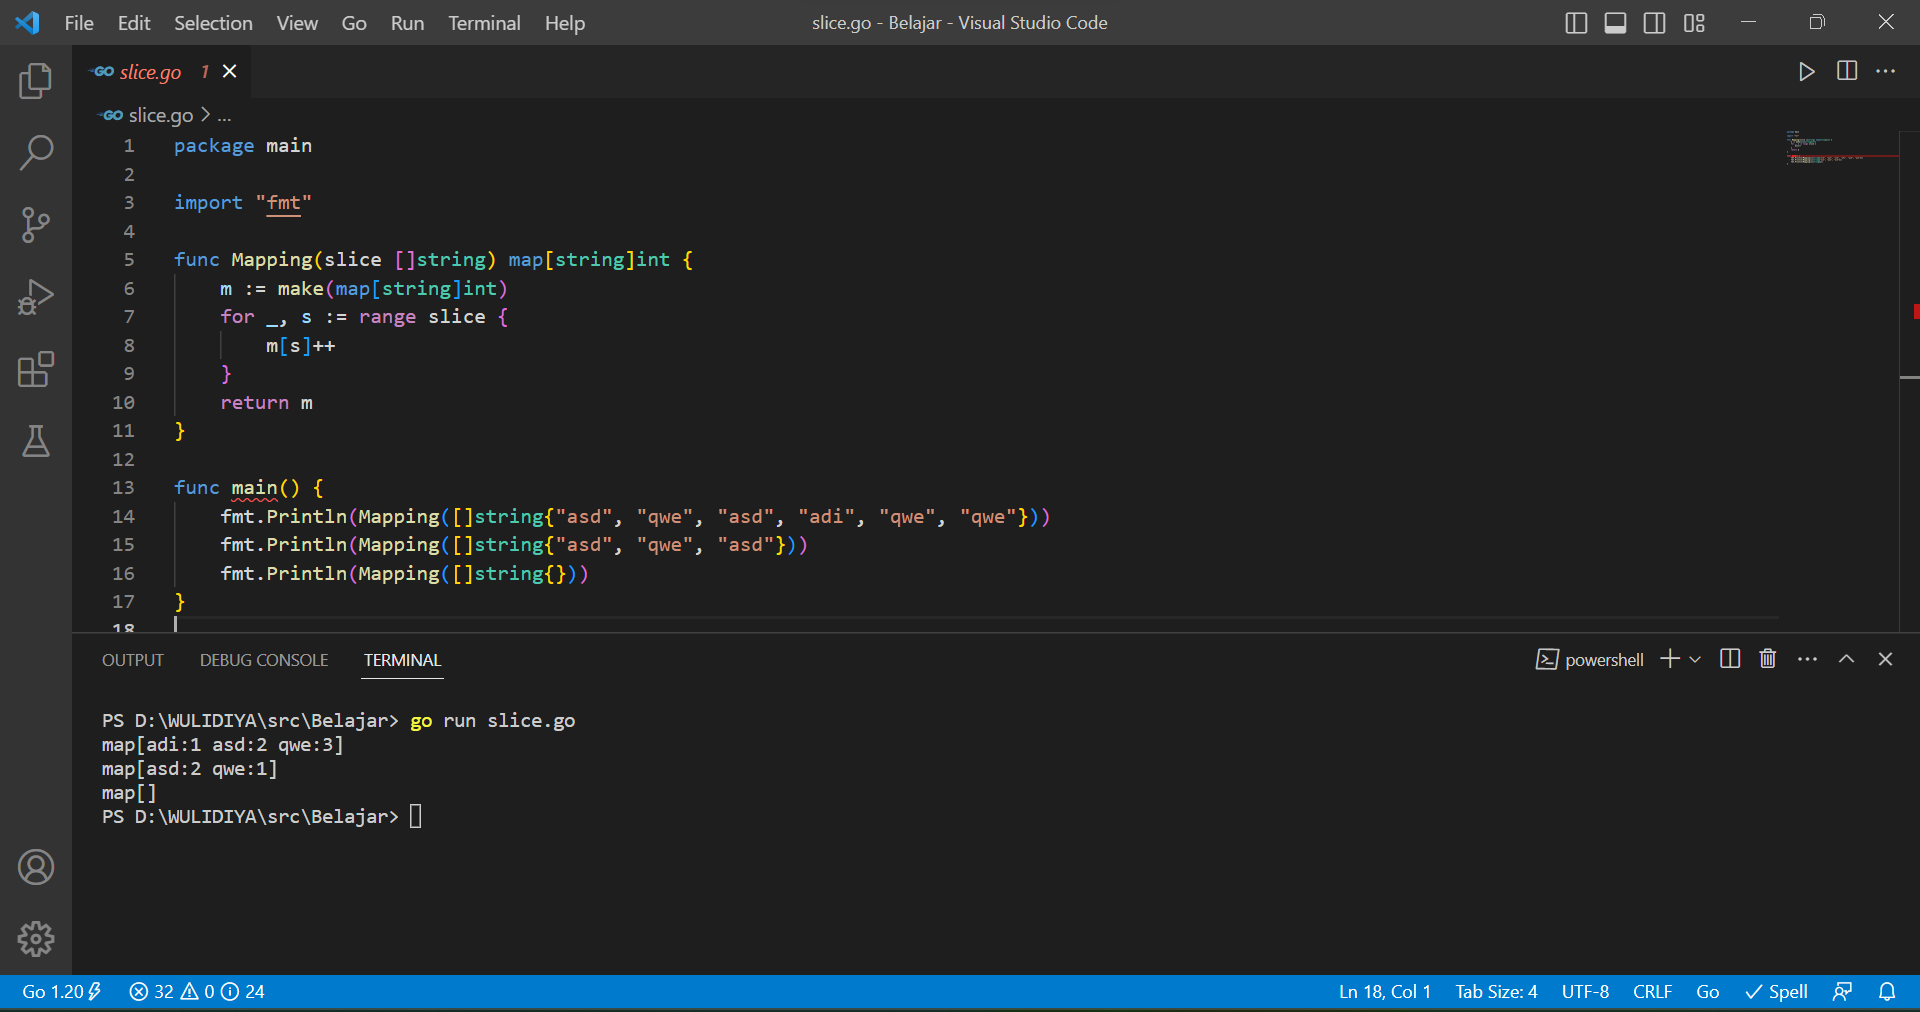 File Edit Selection View Go Run Terminal Help slice.go - Belajar - Visual Studio Code
GO slice.go 1
GO slice.go > ...
1 package main
2
3 import "fmt"
4
5 func Mapping(slice []string) map[string]int {
6 m := make(map[string]int)
7 for _, s := range slice {
8 m[s]++
9 }
10 return m
11 }
12
13 func main() {
14 fmt.Println(Mapping([]string{"asd", "qwe", "asd", "adi", "qwe", "qwe"}))
15 fmt.Println(Mapping([]string{"asd", "qwe", "asd"}))
16 fmt.Println(Mapping([]string{}))
17 }
18
OUTPUT DEBUG CONSOLE TERMINAL powershell
PS D:\WULIDIYA\src\Belajar> go run slice.go
map[adi:1 asd:2 qwe:3]
map[asd:2 qwe:1]
map[]
PS D:\WULIDIYA\src\Belajar>
Go 1.20 32 0 24 Ln 18, Col 1 Tab Size: 4 UTF-8 CRLF Go Spell